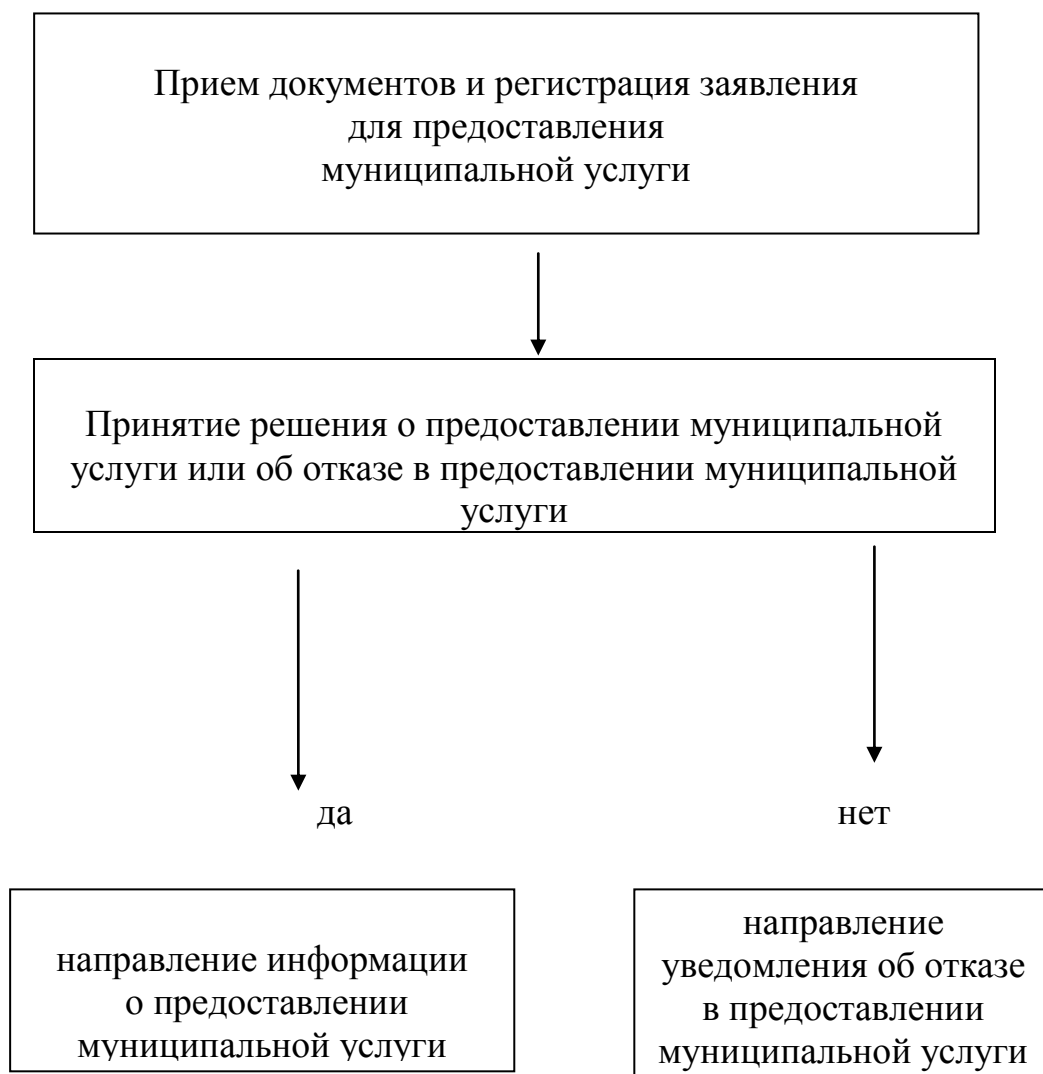 Прием документов и регистрация заявления
для предоставления
муниципальной услуги
Принятие решения о предоставлении муниципальной
услуги или об отказе в предоставлении муниципальной
услуги
да
нет
направление информации
о предоставлении
муниципальной услуги
направление
уведомления об отказе
в предоставлении
муниципальной услуги